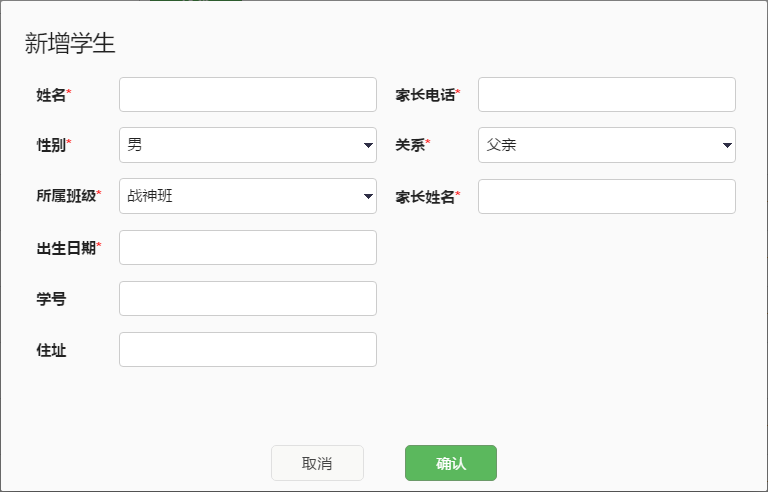 新增学生
姓名* 家长电话*
性别* 男 关系* 父亲
所属班级* 战神班 家长姓名*
出生日期*
学号
住址
取消 确认